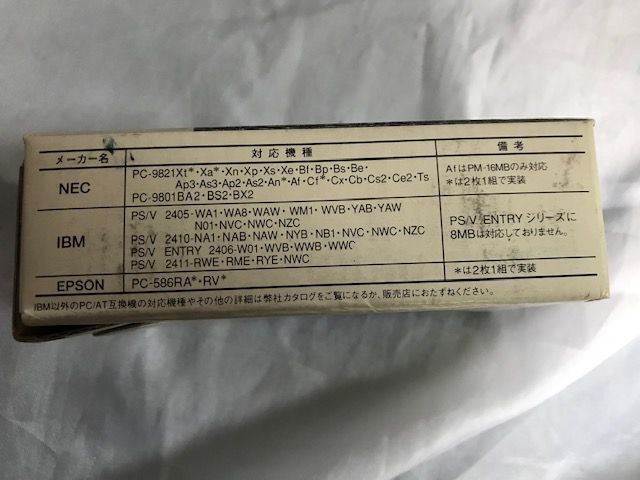 メーカー名 対応機種 備考
NEC
PC-9821Xt*・Xa*・Xn・Xp・Xs・Xe・Bf・Bp・Bs・Be・
Ap3・As3・Ap2・As2・An*・Af・Cf*・Cx・Cb・Cs2・Ce2・Ts
PC-9801BA2・BS2・BX2
AfはPM-16MBのみ対応
*は2枚1組で実装
IBM
PS/V 2405-WA1・WA8・WAW・WM1・WVB・YAB・YAW
N01・NVC・NWC・NZC
PS/V 2410-NA1・NAB・NAW・NYB・NB1・NVC・NWC・NZC
PS/V ENTRY 2406-W01・WVB・WWB・WWC
PS/V 2411-RWE・RME・RYE・NWC
PS/V ENTRYシリーズに
8MBは対応しておりません。
EPSON PC-586RA*・RV* *は2枚1組で実装
IBM以外のPC/AT互換機の対応機種やその他の詳細は弊社カタログをご覧になるか、販売店におたずねください。